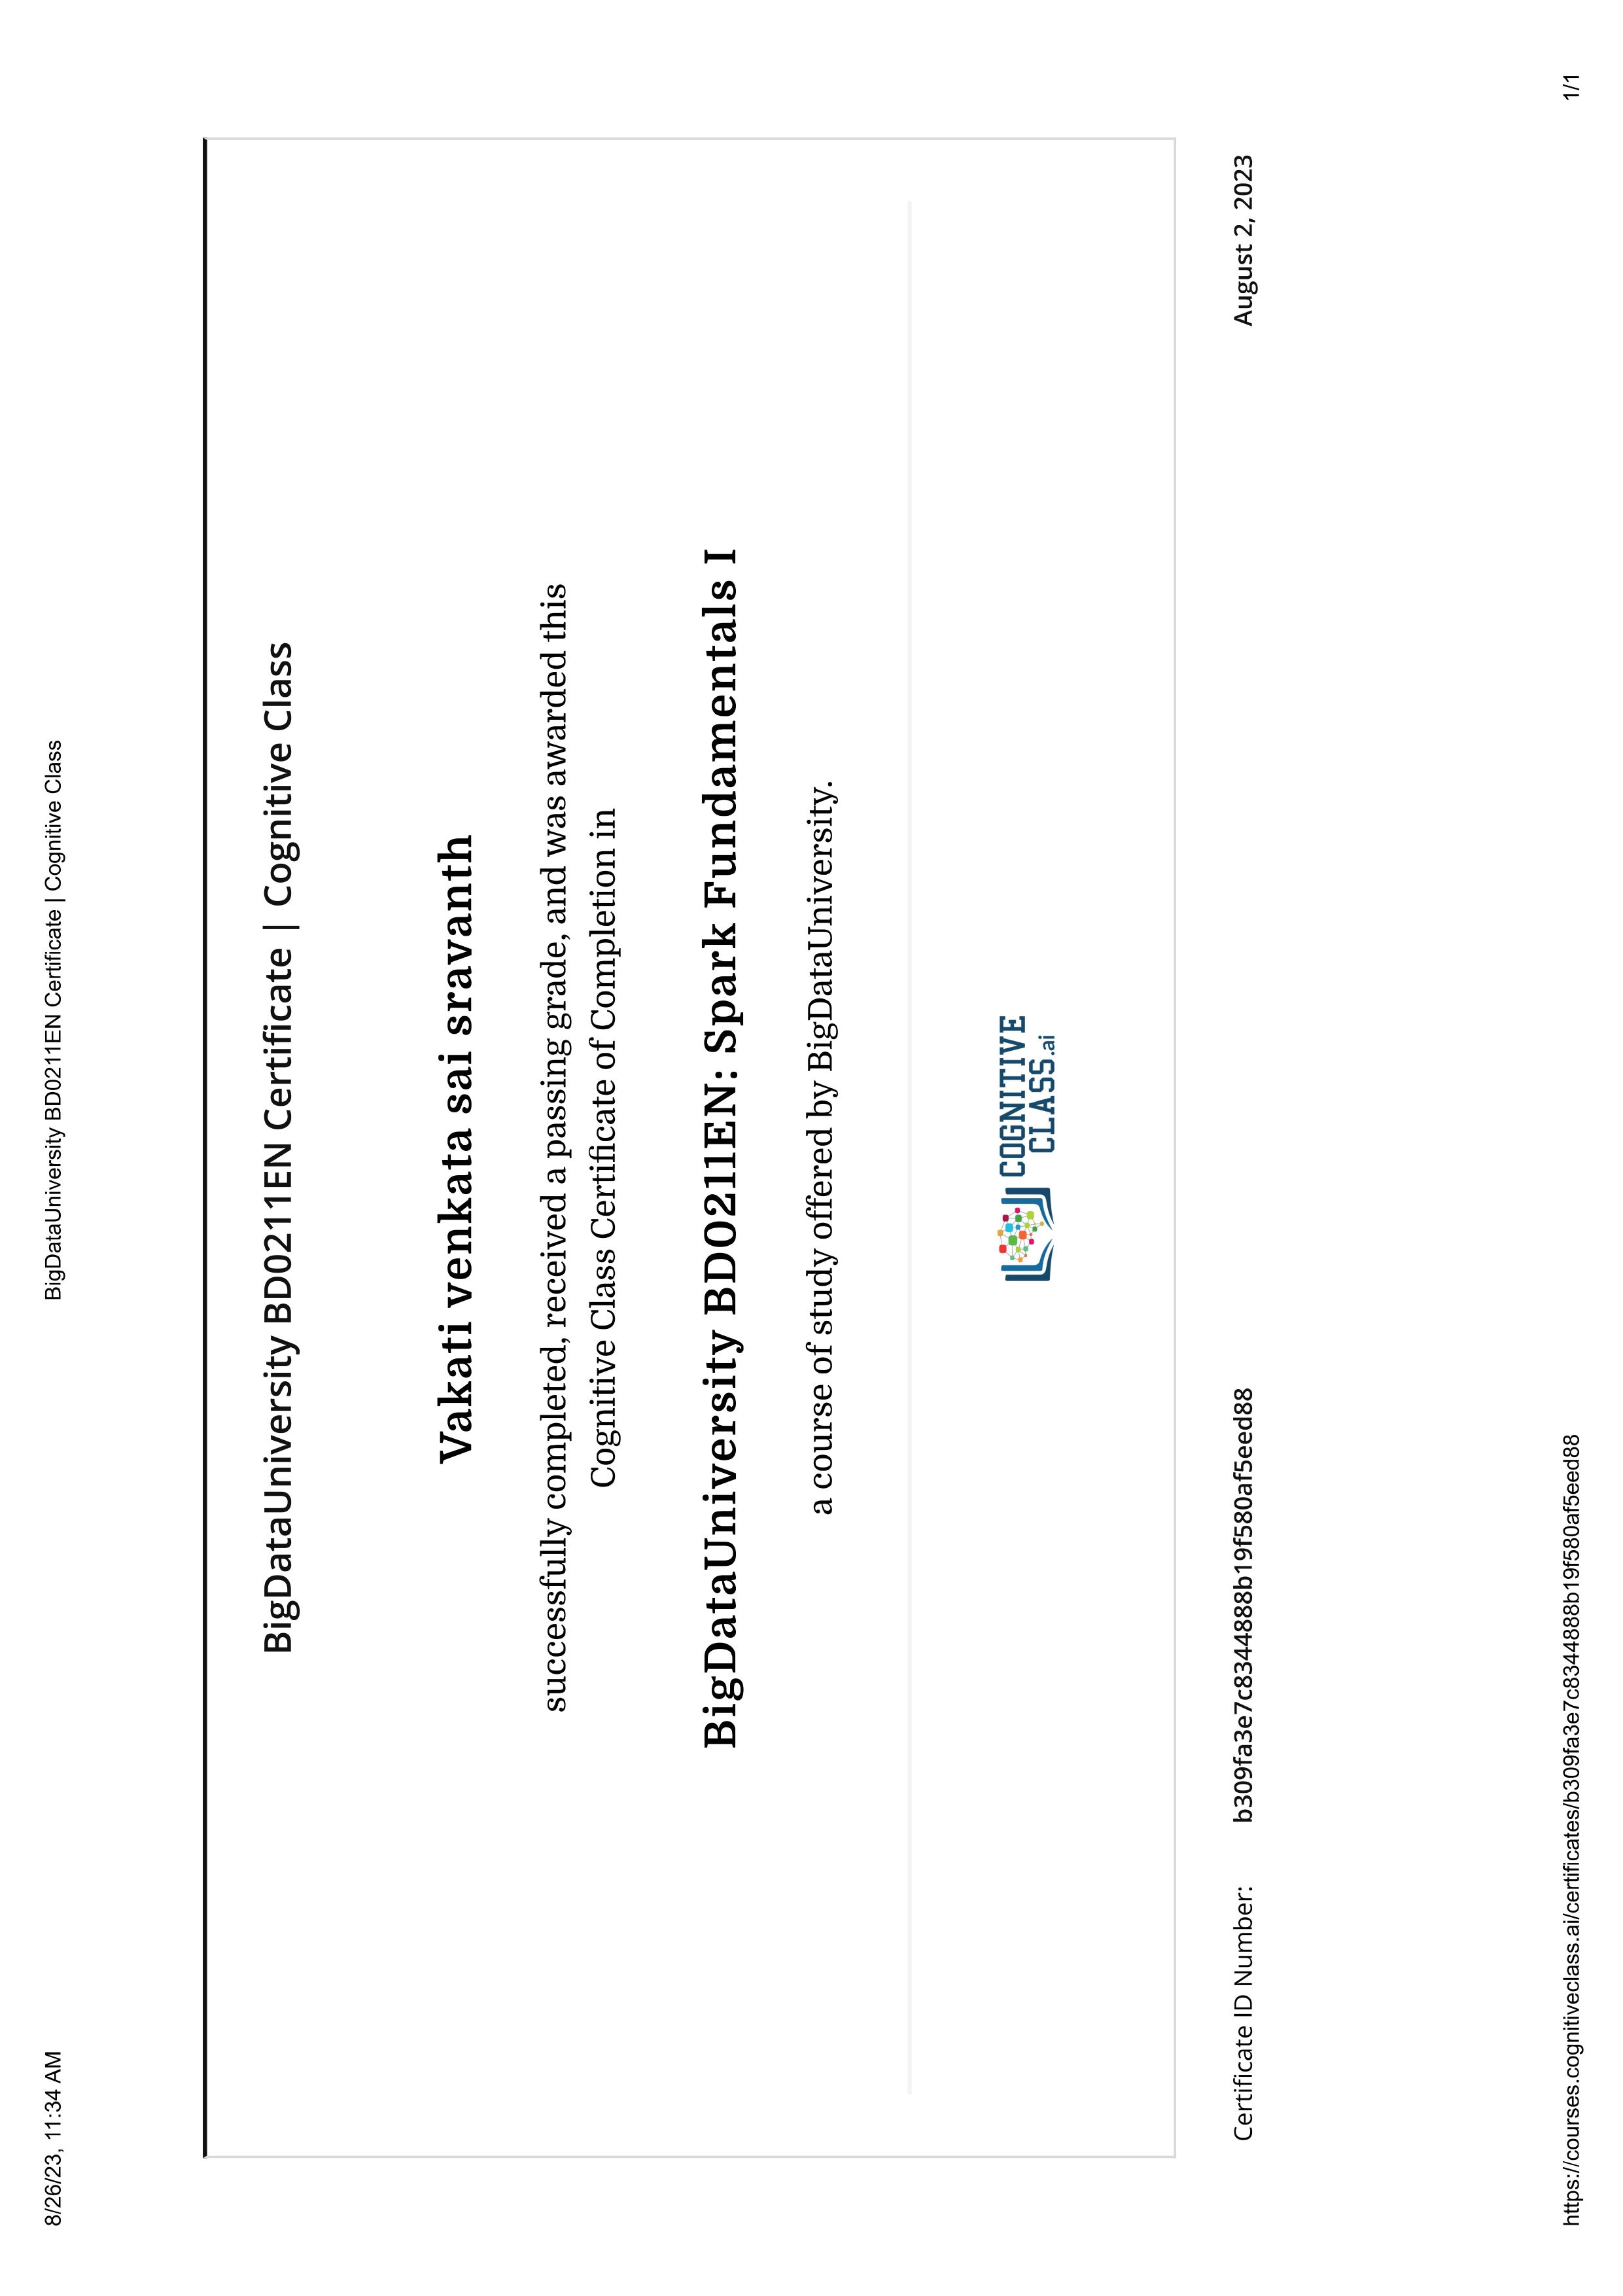 8/26/23, 11:34 AM
BigDataUniversity BD0211EN Certificate | Cognitive Class
BigDataUniversity BD0211EN Certificate | Cognitive Class
Vakati venkata sai sravanth
successfully completed, received a passing grade, and was awarded this
Cognitive Class Certificate of Completion in
BigDataUniversity BD0211EN: Spark Fundamentals I
a course of study offered by BigDataUniversity.
COGNITIVE
CLASS.ai
Certificate ID Number: b309fa3e7c8344888b19f580af5eed88
August 2, 2023
https://courses.cognitiveclass.ai/certificates/b309fa3e7c8344888b19f580af5eed88
1/1